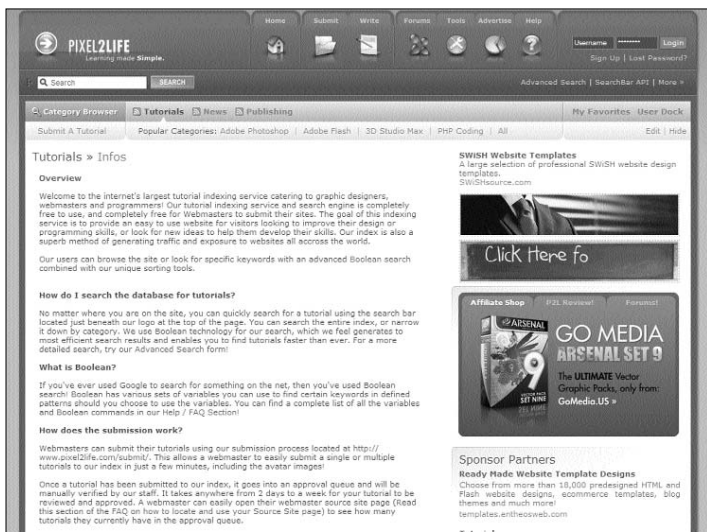 Home Submit Write Forums Tools Advertise Help
PIXEL2LIFE
Learning made Simple.
Username ******** Login
Sign Up | Lost Password?
Search SEARCH
Advanced Search | SearchBar API | More »
Category Browser Tutorials News Publishing My Favorites User Dock
Submit A Tutorial Popular Categories: Adobe Photoshop | Adobe Flash | 3D Studio Max | PHP Coding | All Edit | Hide
Tutorials » Infos
Overview
Welcome to the internet's largest tutorial indexing service catering to graphic designers,
webmasters and programmers! Our tutorial indexing service and search engine is completely
free to use, and completely free for Webmasters to submit their sites. The goal of this indexing
service is to provide an easy to use website for visitors looking to improve their design or
programming skills, or look for new ideas to help them develop their skills. Our index is also a
superb method of generating traffic and exposure to websites all accross the world.
Our users can browse the site or look for specific keywords with an advanced Boolean search
combined with our unique sorting tools.
How do I search the database for tutorials?
No matter where you are on the site, you can quickly search for a tutorial using the search bar
located just beneath our logo at the top of the page. You can search the entire index, or narrow
it down by category. We use Boolean technology for our search, which we feel generates to
most efficient search results and enables you to find tutorials faster than ever. For a more
detailed search, try our Advanced Search form!
What is Boolean?
If you've ever used Google to search for something on the net, then you've used Boolean
search! Boolean has various sets of variables you can use to find certain keywords in defined
patterns should you choose to use the variables. You can find a complete list of all the variables
and Boolean commands in our Help / FAQ Section!
How does the submission work?
Webmasters can submit their tutorials using our submission process located at http://
www.pixel2life.com/submit/. This allows a webmaster to easily submit a single or multiple
tutorials to our index in just a few minutes, including the avatar images!
Once a tutorial has been submitted to our index, it goes into an approval queue and will be
manually verified by our staff. It takes anywhere from 2 days to a week for your tutorial to be
reviewed and approved. A webmaster can easily open their webmaster source site page (Read
this section of the FAQ on how to locate and use your Source Site page) to see how many
tutorials they currently have in the approval queue.
SWiSH Website Templates
A large selection of professional SWiSH website design
templates.
SWiSHsource.com
Click Here fo
Affiliate Shop P2L Review! Forums!
ARSENAL
9
VECTOR PACK
SET NINE
GO MEDIA
ARSENAL SET 9
The ULTIMATE Vector
Graphic Packs, only from:
GoMedia.US »
Sponsor Partners
Ready Made Website Template Designs
Choose from more than 18,000 predesigned HTML and
Flash website designs, ecommerce templates, blog
themes and much more!
templates.entheosweb.com